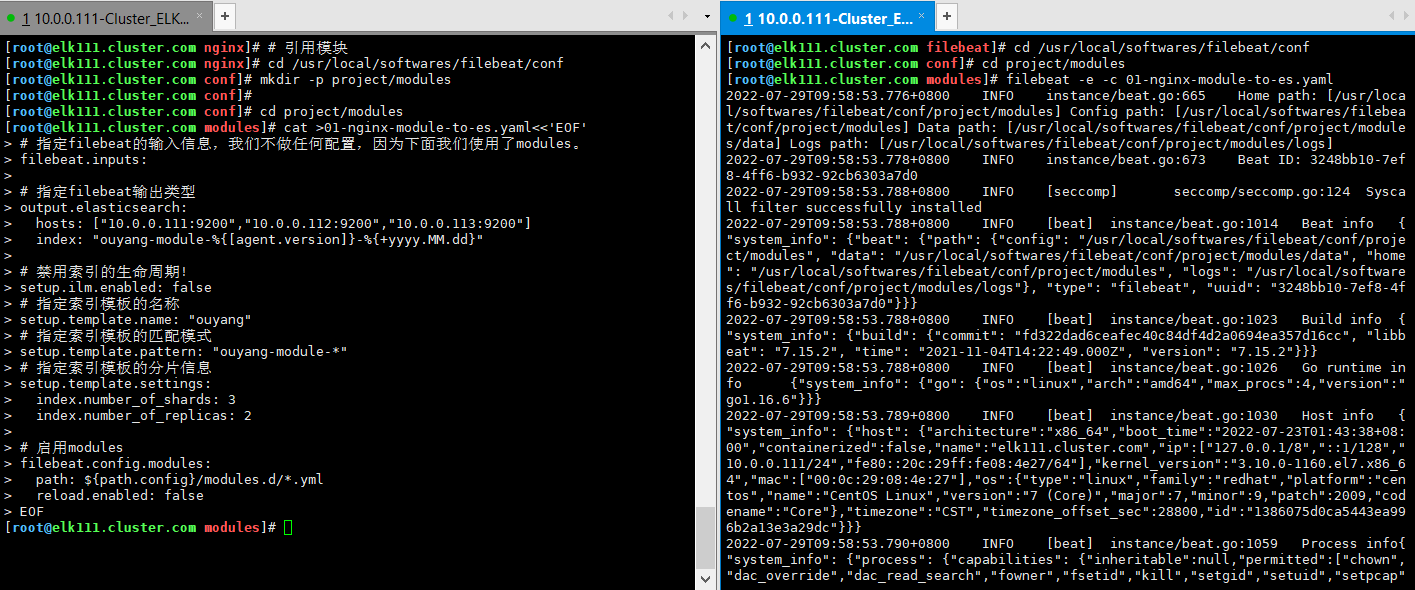 1 10.0.0.111-Cluster_ELK... × +
[root@elk111.cluster.com nginx]# # 引用模块
[root@elk111.cluster.com nginx]# cd /usr/local/softwares/filebeat/conf
[root@elk111.cluster.com conf]# mkdir -p project/modules
[root@elk111.cluster.com conf]#
[root@elk111.cluster.com conf]# cd project/modules
[root@elk111.cluster.com modules]# cat >01-nginx-module-to-es.yaml<<'EOF'
> # 指定filebeat的输入信息，我们不做任何配置，因为下面我们使用了modules。
> filebeat.inputs:
>
> # 指定filebeat输出类型
> output.elasticsearch:
>   hosts: ["10.0.0.111:9200","10.0.0.112:9200","10.0.0.113:9200"]
>   index: "ouyang-module-%{[agent.version]}-%{+yyyy.MM.dd}"
>
> # 禁用索引的生命周期!
> setup.ilm.enabled: false
> # 指定索引模板的名称
> setup.template.name: "ouyang"
> # 指定索引模板的匹配模式
> setup.template.pattern: "ouyang-module-*"
> # 指定索引模板的分片信息
> setup.template.settings:
>   index.number_of_shards: 3
>   index.number_of_replicas: 2
>
> # 启用modules
> filebeat.config.modules:
>   path: ${path.config}/modules.d/*.yml
>   reload.enabled: false
> EOF
[root@elk111.cluster.com modules]#
1 10.0.0.111-Cluster_E... × +
[root@elk111.cluster.com filebeat]# cd /usr/local/softwares/filebeat/conf
[root@elk111.cluster.com conf]# cd project/modules
[root@elk111.cluster.com modules]# filebeat -e -c 01-nginx-module-to-es.yaml
2022-07-29T09:58:53.776+0800    INFO    instance/beat.go:665    Home path: [/usr/loca
l/softwares/filebeat/conf/project/modules] Config path: [/usr/local/softwares/filebea
t/conf/project/modules] Data path: [/usr/local/softwares/filebeat/conf/project/module
s/data] Logs path: [/usr/local/softwares/filebeat/conf/project/modules/logs]
2022-07-29T09:58:53.778+0800    INFO    instance/beat.go:673    Beat ID: 3248bb10-7ef
8-4ff6-b932-92cb6303a7d0
2022-07-29T09:58:53.788+0800    INFO    [seccomp]       seccomp/seccomp.go:124  Sysca
ll filter successfully installed
2022-07-29T09:58:53.788+0800    INFO    [beat]  instance/beat.go:1014   Beat info  {
"system_info": {"beat": {"path": {"config": "/usr/local/softwares/filebeat/conf/proje
ct/modules", "data": "/usr/local/softwares/filebeat/conf/project/modules/data", "home
": "/usr/local/softwares/filebeat/conf/project/modules", "logs": "/usr/local/software
s/filebeat/conf/project/modules/logs"}, "type": "filebeat", "uuid": "3248bb10-7ef8-4f
f6-b932-92cb6303a7d0"}}}
2022-07-29T09:58:53.788+0800    INFO    [beat]  instance/beat.go:1023   Build info  {
"system_info": {"build": {"commit": "fd322dad6ceafec40c84df4d2a0694ea357d16cc", "libb
eat": "7.15.2", "time": "2021-11-04T14:22:49.000Z", "version": "7.15.2"}}}
2022-07-29T09:58:53.788+0800    INFO    [beat]  instance/beat.go:1026   Go runtime in
fo      {"system_info": {"go": {"os":"linux","arch":"amd64","max_procs":4,"version":"
go1.16.6"}}}
2022-07-29T09:58:53.789+0800    INFO    [beat]  instance/beat.go:1030   Host info   {
"system_info": {"host": {"architecture":"x86_64","boot_time":"2022-07-23T01:43:38+08:
00","containerized":false,"name":"elk111.cluster.com","ip":["127.0.0.1/8","::1/128","
10.0.0.111/24","fe80::20c:29ff:fe08:4e27/64"],"kernel_version":"3.10.0-1160.el7.x86_6
4","mac":["00:0c:29:08:4e:27"],"os":{"type":"linux","family":"redhat","platform":"cen
tos","name":"CentOS Linux","version":"7 (Core)","major":7,"minor":9,"patch":2009,"cod
ename":"Core"},"timezone":"CST","timezone_offset_sec":28800,"id":"1386075d0ca5443ea99
6b2a13e3a29dc"}}}
2022-07-29T09:58:53.790+0800    INFO    [beat]  instance/beat.go:1059   Process info{
"system_info": {"process": {"capabilities": {"inheritable":null,"permitted":["chown",
"dac_override","dac_read_search","fowner","fsetid","kill","setgid","setuid","setpcap"